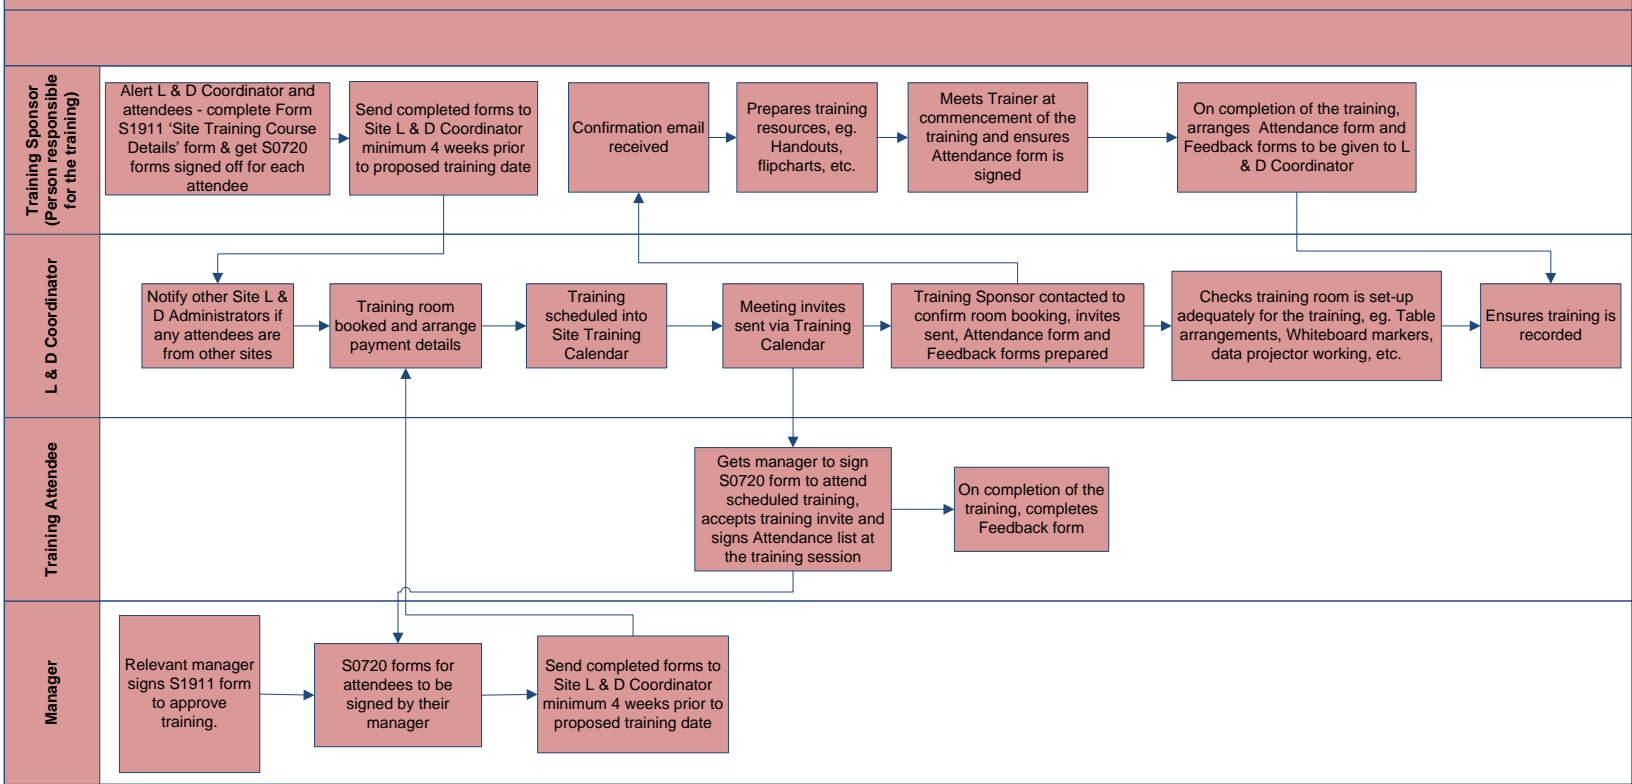 Training Sponsor
(Person responsible
for the training)
Alert L & D Coordinator and
attendees - complete Form
S1911 ‘Site Training Course
Details’ form & get S0720
forms signed off for each
attendee
Send completed forms to
Site L & D Coordinator
minimum 4 weeks prior
to proposed training date
Confirmation email
received
Prepares training
resources, eg.
Handouts,
flipcharts, etc.
Meets Trainer at
commencement of
the training and ensures
Attendance form is
signed
On completion of the training,
arranges  Attendance form and
Feedback forms to be given to L
& D Coordinator
L & D Coordinator
Notify other Site L &
D Administrators if
any attendees are
from other sites
Training room
booked and arrange
payment details
Training
scheduled into
Site Training
Calendar
Meeting invites
sent via Training
Calendar
Training Sponsor contacted to
confirm room booking, invites
sent, Attendance form and
Feedback forms prepared
Checks training room is set-up
adequately for the training, eg. Table
arrangements, Whiteboard markers,
data projector working, etc.
Ensures training is
recorded
Training Attendee
Gets manager to sign
S0720 form to attend
scheduled training,
accepts training invite and
signs Attendance list at
the training session
On completion of the
training, completes
Feedback form
Manager
Relevant manager
signs S1911 form
to approve
training.
S0720 forms for
attendees to be
signed by their
manager
Send completed forms to
Site L & D Coordinator
minimum 4 weeks prior to
proposed training date